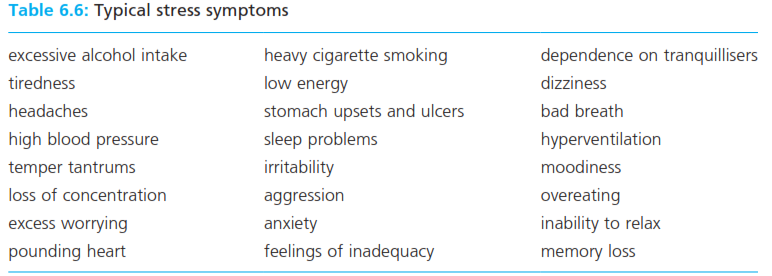 Table 6.6: Typical stress symptoms
excessive alcohol intake heavy cigarette smoking dependence on tranquillisers
tiredness low energy dizziness
headaches stomach upsets and ulcers bad breath
high blood pressure sleep problems hyperventilation
temper tantrums irritability moodiness
loss of concentration aggression overeating
excess worrying anxiety inability to relax
pounding heart feelings of inadequacy memory loss